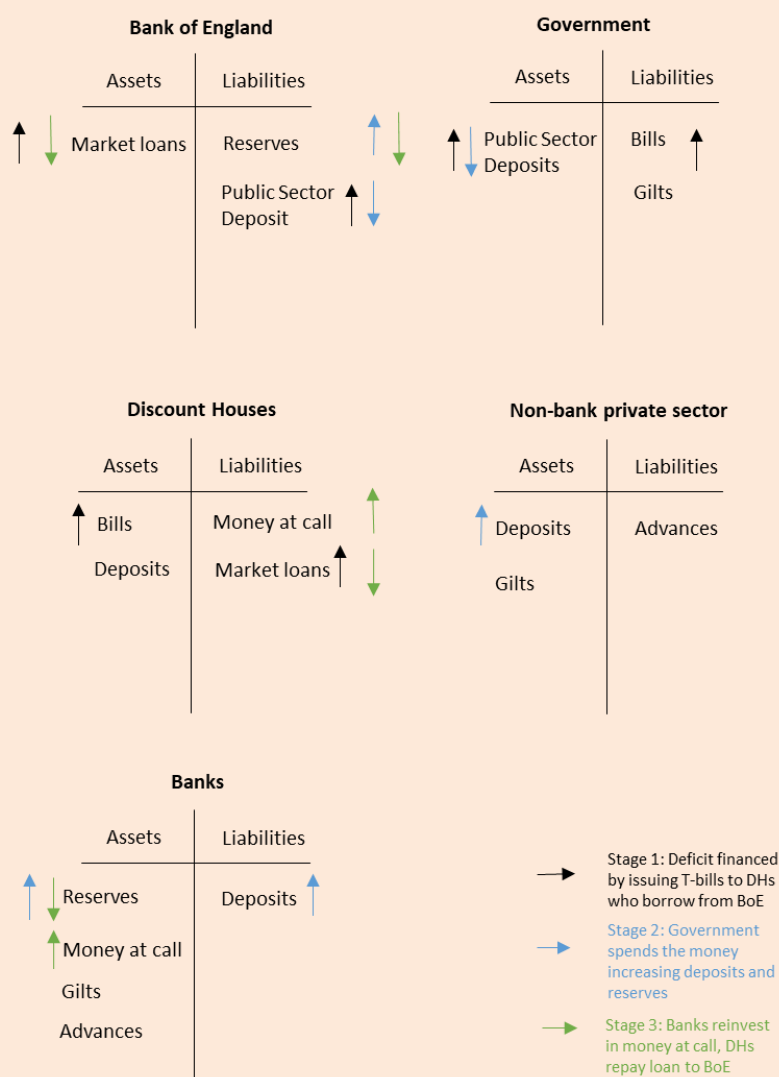 Bank of England
Assets
Liabilities
Market loans
Reserves
Public Sector
Deposit
Government
Assets
Liabilities
Public Sector
Deposits
Bills
Gilts
Discount Houses
Assets
Liabilities
Bills
Money at call
Deposits
Market loans
Non-bank private sector
Assets
Liabilities
Deposits
Advances
Gilts
Banks
Assets
Liabilities
Reserves
Deposits
Money at call
Gilts
Advances
Stage 1: Deficit financed
by issuing T-bills to DHs
who borrow from BoE
Stage 2: Government
spends the money
increasing deposits and
reserves
Stage 3: Banks reinvest
in money at call, DHs
repay loan to BoE